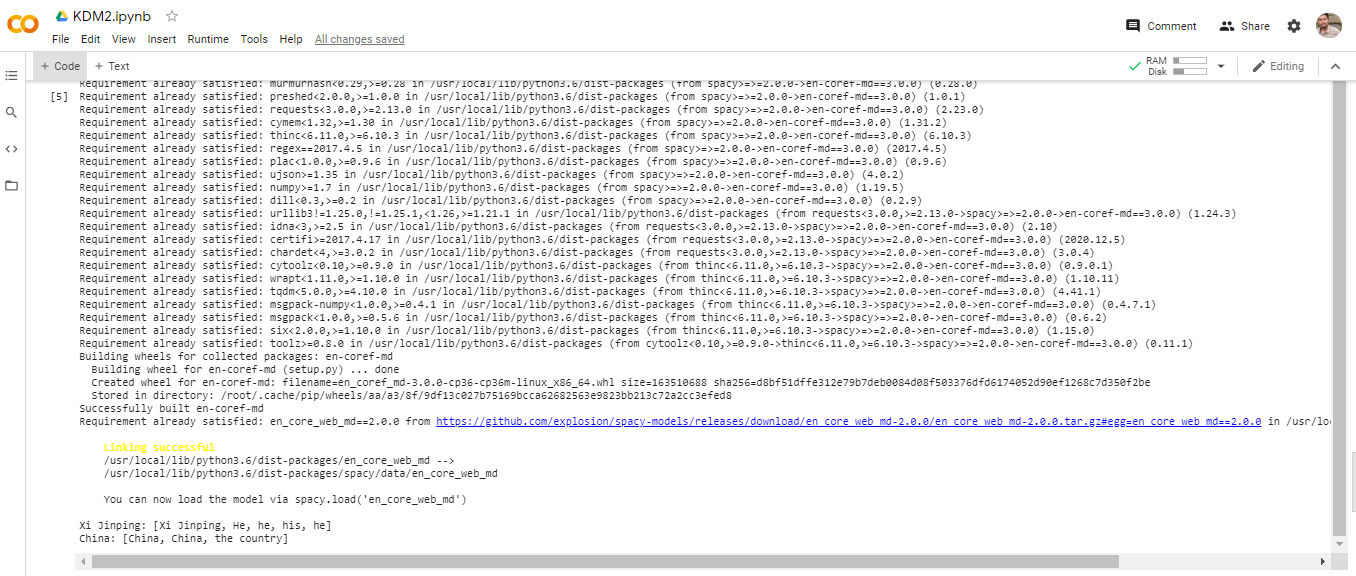 KDM2.ipynb
File Edit View Insert Runtime Tools Help All changes saved
Comment Share
+ Code + Text
RAM
Disk
Editing
[5]
Requirement already satisfied: murmurhash<0.29,>=0.28 in /usr/local/lib/python3.6/dist-packages (from spacy>=>=2.0.0->en-coref-md==3.0.0) (0.28.0)
Requirement already satisfied: preshed<2.0.0,>=1.0.0 in /usr/local/lib/python3.6/dist-packages (from spacy>=>=2.0.0->en-coref-md==3.0.0) (1.0.1)
Requirement already satisfied: requests<3.0.0,>=2.13.0 in /usr/local/lib/python3.6/dist-packages (from spacy>=>=2.0.0->en-coref-md==3.0.0) (2.23.0)
Requirement already satisfied: cymem<1.32,>=1.30 in /usr/local/lib/python3.6/dist-packages (from spacy>=>=2.0.0->en-coref-md==3.0.0) (1.31.2)
Requirement already satisfied: thinc<6.11.0,>=6.10.3 in /usr/local/lib/python3.6/dist-packages (from spacy>=>=2.0.0->en-coref-md==3.0.0) (6.10.3)
Requirement already satisfied: regex==2017.4.5 in /usr/local/lib/python3.6/dist-packages (from spacy>=>=2.0.0->en-coref-md==3.0.0) (2017.4.5)
Requirement already satisfied: plac<1.0.0,>=0.9.6 in /usr/local/lib/python3.6/dist-packages (from spacy>=>=2.0.0->en-coref-md==3.0.0) (0.9.6)
Requirement already satisfied: ujson>=1.35 in /usr/local/lib/python3.6/dist-packages (from spacy>=>=2.0.0->en-coref-md==3.0.0) (4.0.2)
Requirement already satisfied: numpy>=1.7 in /usr/local/lib/python3.6/dist-packages (from spacy>=>=2.0.0->en-coref-md==3.0.0) (1.19.5)
Requirement already satisfied: dill<0.3,>=0.2 in /usr/local/lib/python3.6/dist-packages (from spacy>=>=2.0.0->en-coref-md==3.0.0) (0.2.9)
Requirement already satisfied: urllib3!=1.25.0,!=1.25.1,<1.26,>=1.21.1 in /usr/local/lib/python3.6/dist-packages (from requests<3.0.0,>=2.13.0->spacy>=>=2.0.0->en-coref-md==3.0.0) (1.24.3)
Requirement already satisfied: idna<3,>=2.5 in /usr/local/lib/python3.6/dist-packages (from requests<3.0.0,>=2.13.0->spacy>=>=2.0.0->en-coref-md==3.0.0) (2.10)
Requirement already satisfied: certifi>=2017.4.17 in /usr/local/lib/python3.6/dist-packages (from requests<3.0.0,>=2.13.0->spacy>=>=2.0.0->en-coref-md==3.0.0) (2020.12.5)
Requirement already satisfied: chardet<4,>=3.0.2 in /usr/local/lib/python3.6/dist-packages (from requests<3.0.0,>=2.13.0->spacy>=>=2.0.0->en-coref-md==3.0.0) (3.0.4)
Requirement already satisfied: cytoolz<0.10,>=0.9.0 in /usr/local/lib/python3.6/dist-packages (from thinc<6.11.0,>=6.10.3->spacy>=>=2.0.0->en-coref-md==3.0.0) (0.9.0.1)
Requirement already satisfied: wrapt<1.11.0,>=1.10.0 in /usr/local/lib/python3.6/dist-packages (from thinc<6.11.0,>=6.10.3->spacy>=>=2.0.0->en-coref-md==3.0.0) (1.10.11)
Requirement already satisfied: tqdm<5.0.0,>=4.10.0 in /usr/local/lib/python3.6/dist-packages (from thinc<6.11.0,>=6.10.3->spacy>=>=2.0.0->en-coref-md==3.0.0) (4.41.1)
Requirement already satisfied: msgpack-numpy<1.0.0,>=0.4.1 in /usr/local/lib/python3.6/dist-packages (from thinc<6.11.0,>=6.10.3->spacy>=>=2.0.0->en-coref-md==3.0.0) (0.4.7.1)
Requirement already satisfied: msgpack<1.0.0,>=0.5.6 in /usr/local/lib/python3.6/dist-packages (from thinc<6.11.0,>=6.10.3->spacy>=>=2.0.0->en-coref-md==3.0.0) (0.6.2)
Requirement already satisfied: six<2.0.0,>=1.10.0 in /usr/local/lib/python3.6/dist-packages (from thinc<6.11.0,>=6.10.3->spacy>=>=2.0.0->en-coref-md==3.0.0) (1.15.0)
Requirement already satisfied: toolz>=0.8.0 in /usr/local/lib/python3.6/dist-packages (from cytoolz<0.10,>=0.9.0->thinc<6.11.0,>=6.10.3->spacy>=>=2.0.0->en-coref-md==3.0.0) (0.11.1)
Building wheels for collected packages: en-coref-md
Building wheel for en-coref-md (setup.py) ... done
Created wheel for en-coref-md: filename=en_coref_md-3.0.0-cp36-cp36m-linux_x86_64.whl size=163510688 sha256=d8bf51dffe312e79b7deb0084d08f503376dfd6174052d90ef1268c7d350f2be
Stored in directory: /root/.cache/pip/wheels/aa/a3/8f/9df13c027b75169bcca62682563e9823bb213c72a2cc3efed8
Successfully built en-coref-md
Requirement already satisfied: en_core_web_md==2.0.0 from https://github.com/explosion/spacy-models/releases/download/en_core_web_md-2.0.0/en_core_web_md-2.0.0.tar.gz#egg=en_core_web_md==2.0.0 in /usr/lo
Linking successful
/usr/local/lib/python3.6/dist-packages/en_core_web_md -->
/usr/local/lib/python3.6/dist-packages/spacy/data/en_core_web_md
You can now load the model via spacy.load('en_core_web_md')
Xi Jinping: [Xi Jinping, He, he, his, he]
China: [China, China, the country]